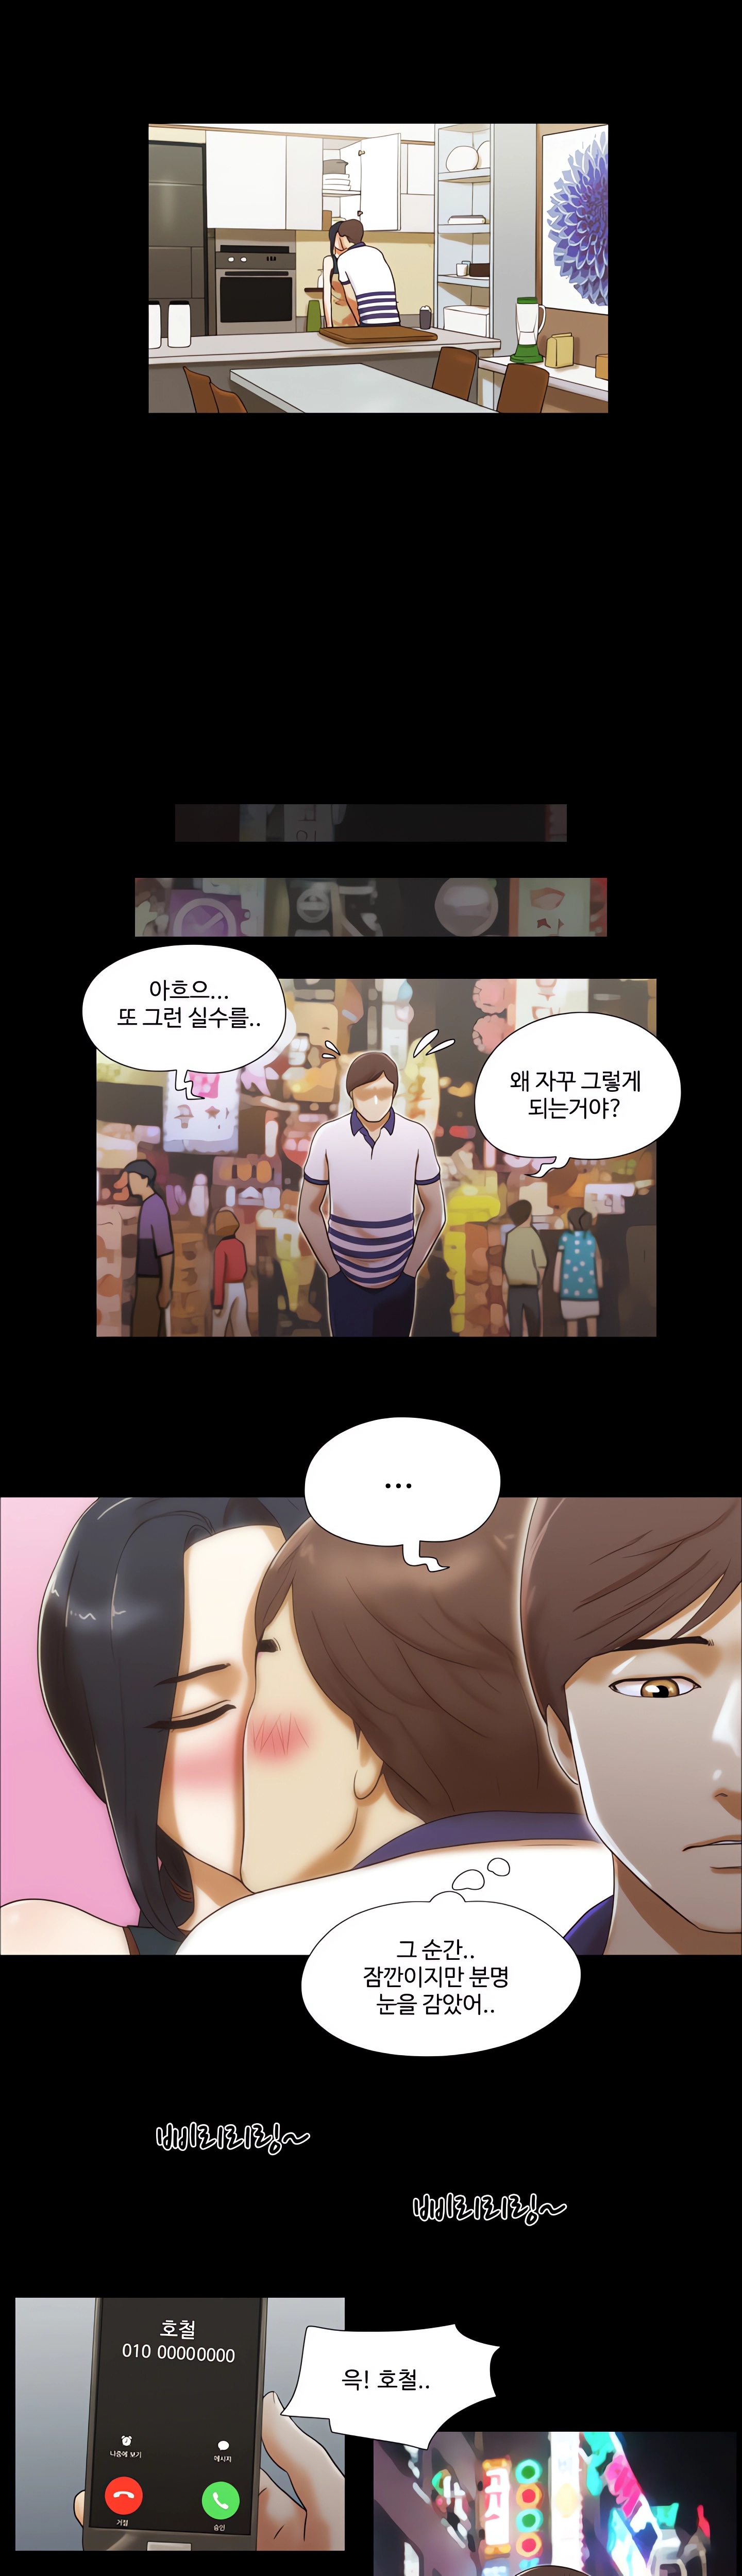 아흐으...
또 그런 실수를..
왜 자꾸 그렇게
되는거야?
...
그 순간..
잠깐이지만 분명
눈을 감았어..
삐리리링~
삐리리링~
호철
010 00000000
나중에 보기
메시지
거절
승인
윽! 호철..
고시